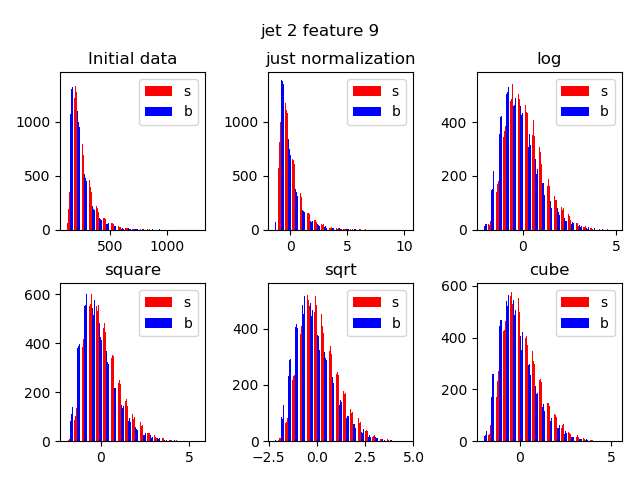 jet 2 feature 9
Initial data
just normalization
log
s
b
s
b
s
b
1000
500
0
1000
500
0
400
200
0
500
1000
0
5
10
0
5
square
sqrt
cube
s
b
s
b
s
b
600
400
200
0
400
200
0
600
400
200
0
0
5
−2.5
0.0
2.5
5.0
0
5